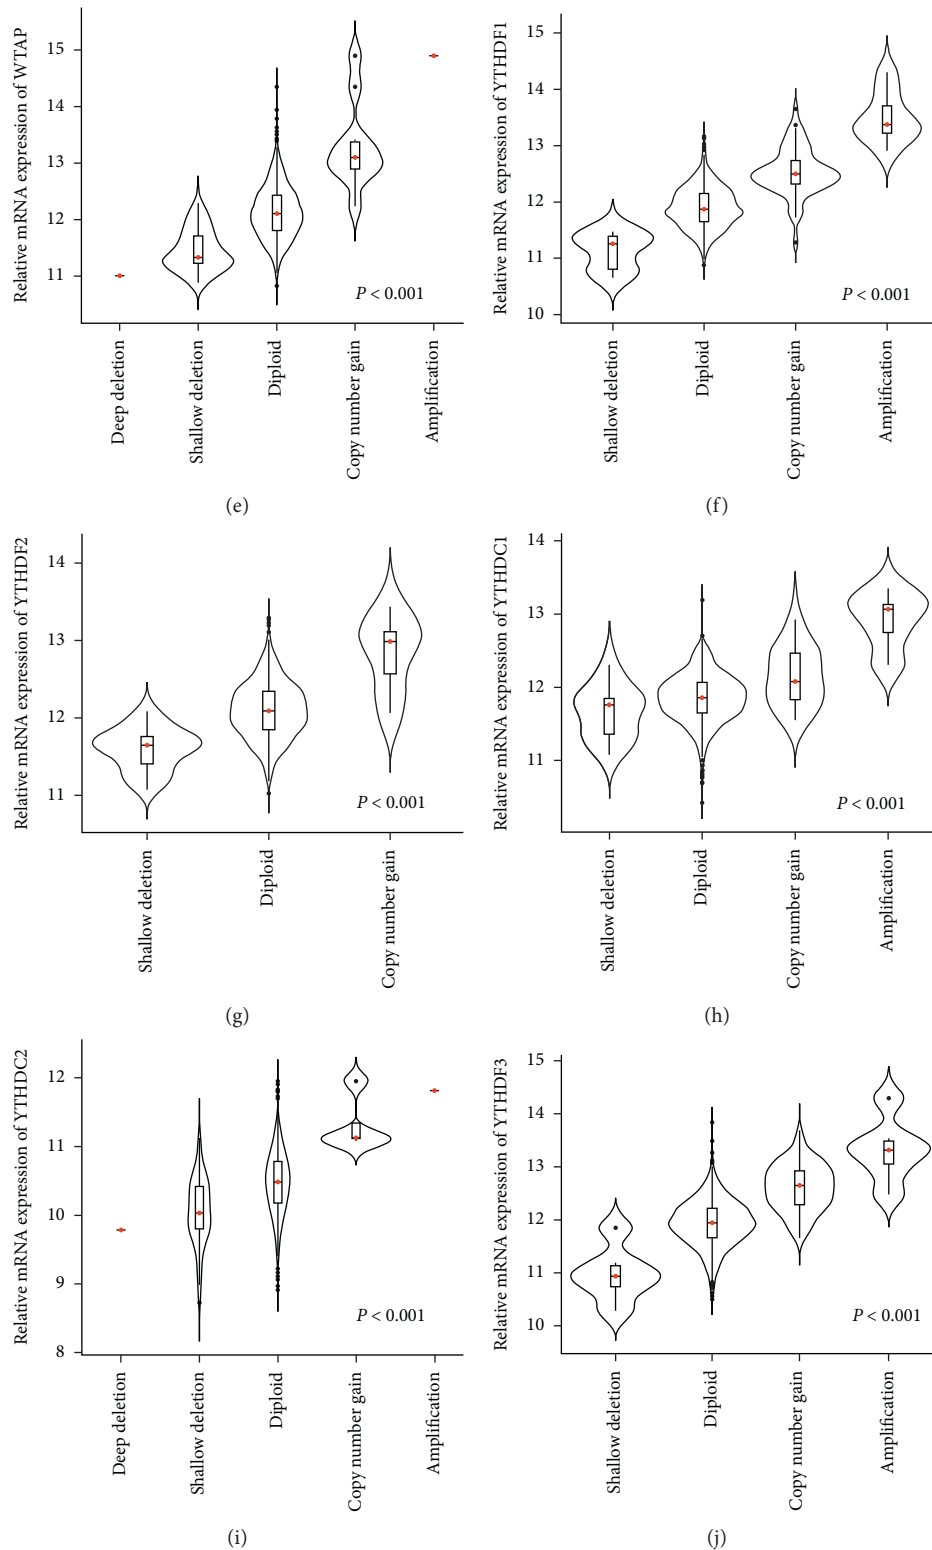 Relative mRNA expression of WTAP
15
14
13
12
11
P < 0.001
Deep deletion
Shallow deletion
Diploid
Copy number gain
Amplification
(e)
Relative mRNA expression of YTHDF1
15
14
13
12
11
10
P < 0.001
Shallow deletion
Diploid
Copy number gain
Amplification
(f)
Relative mRNA expression of YTHDF2
14
13
12
11
P < 0.001
Shallow deletion
Diploid
Copy number gain
(g)
Relative mRNA expression of YTHDC1
14
13
12
11
P < 0.001
Shallow deletion
Diploid
Copy number gain
Amplification
(h)
Relative mRNA expression of YTHDC2
12
11
10
9
8
P < 0.001
Deep deletion
Shallow deletion
Diploid
Copy number gain
Amplification
(i)
Relative mRNA expression of YTHDF3
15
14
13
12
11
10
P < 0.001
Shallow deletion
Diploid
Copy number gain
Amplification
(j)